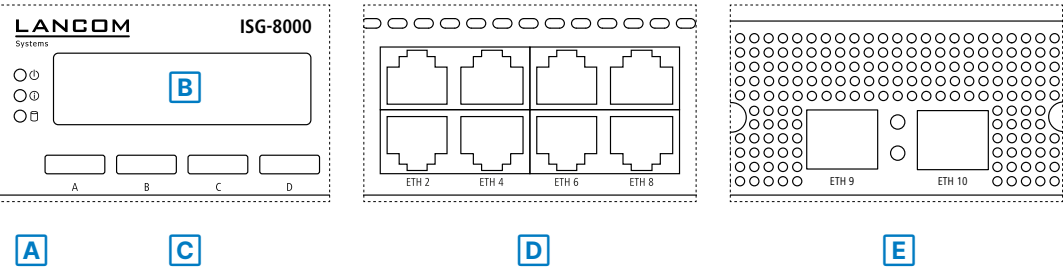 LANCOM
Systems
ISG-8000
B
A B C D
ETH 2 ETH 4 ETH 6 ETH 8
ETH 9 ETH 10
A C D E